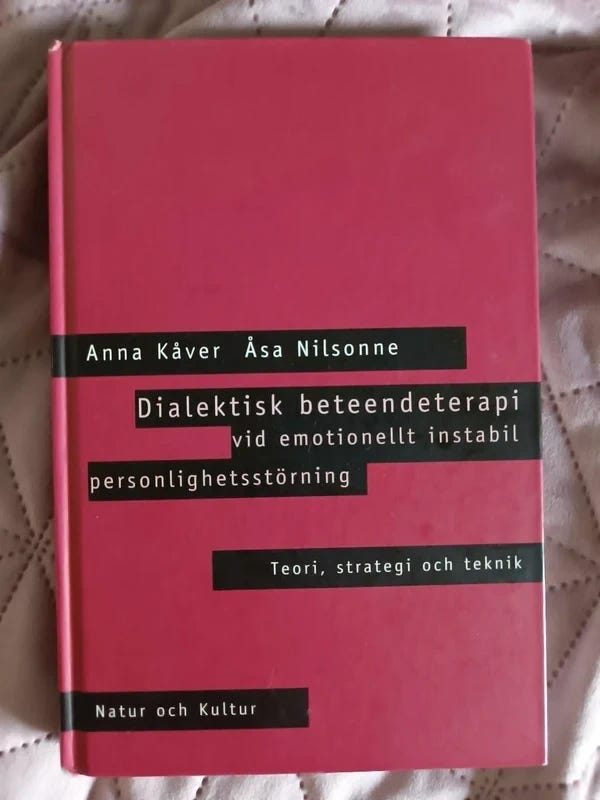 Anna Kåver Åsa Nilsonne
Dialektisk beteendeterapi
vid emotionellt instabil
personlighetsstörning
Teori, strategi och teknik
Natur och Kultur